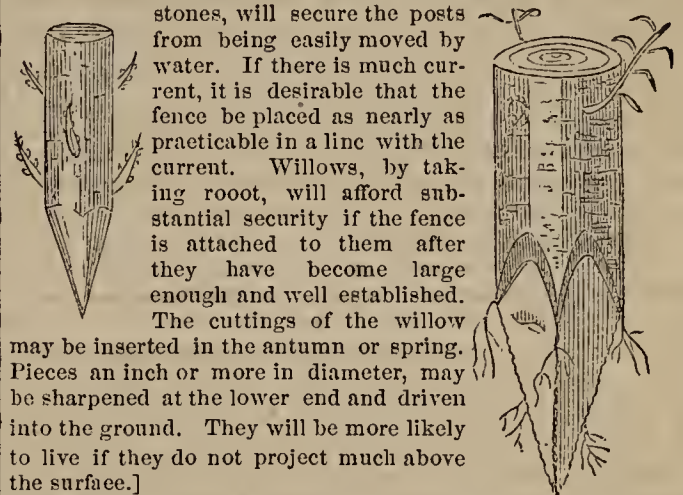 stones, will secure the posts
from being easily moved by
water. If there is much cur-
rent, it is desirable that the
fence be placed as nearly as
practicable in a line with the
current. Willows, by tak-
ing rooot, will afford sub-
stantial security if the fence
is attached to them after
they have become large
enough and well established.
The cuttings of the willow
may be inserted in the antumn or spring.
Pieces an inch or more in diameter, may
be sharpened at the lower end and driven
into the ground. They will be more likely
to live if they do not project much above
the surface.]